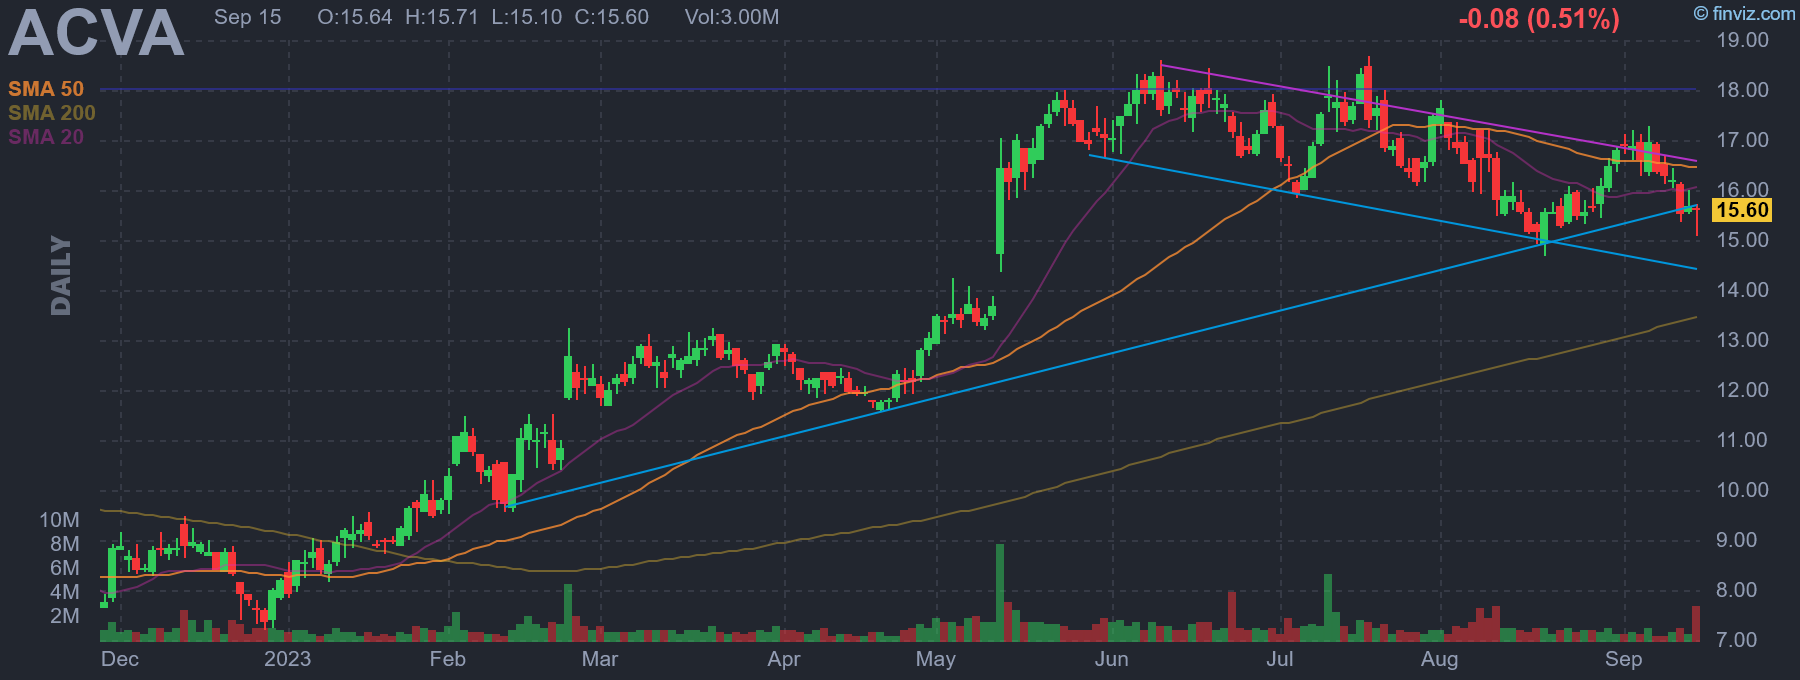 ACVA
Sep 15 O:15.64 H:15.71 L:15.10 C:15.60 Vol:3.00M
-0.08 (0.51%)
© finviz.com
SMA 50
SMA 200
SMA 20
DAILY
19.00
18.00
17.00
16.00
15.60
15.00
14.00
13.00
12.00
11.00
10.00
9.00
8.00
7.00
10M
8M
6M
4M
2M
Dec 2023 Feb Mar Apr May Jun Jul Aug Sep